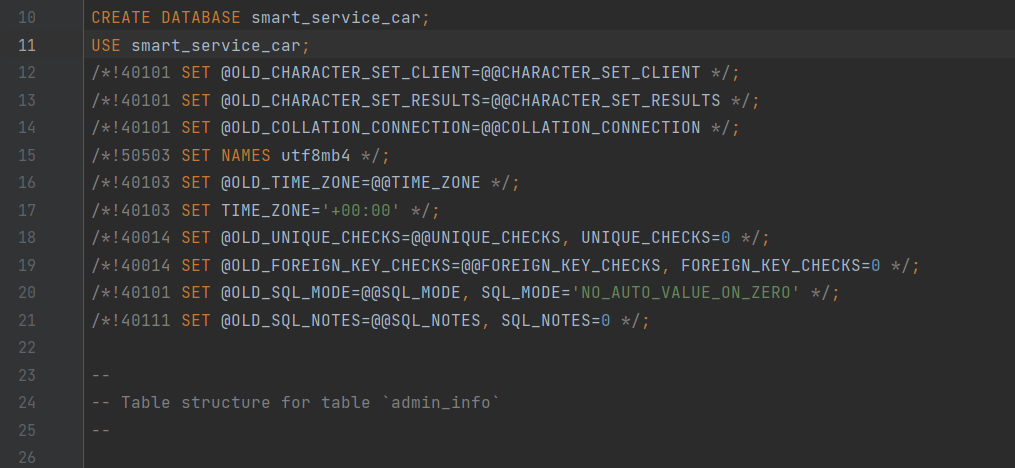 10 CREATE DATABASE smart_service_car;
11 USE smart_service_car;
12 /*!40101 SET @OLD_CHARACTER_SET_CLIENT=@@CHARACTER_SET_CLIENT */;
13 /*!40101 SET @OLD_CHARACTER_SET_RESULTS=@@CHARACTER_SET_RESULTS */;
14 /*!40101 SET @OLD_COLLATION_CONNECTION=@@COLLATION_CONNECTION */;
15 /*!50503 SET NAMES utf8mb4 */;
16 /*!40103 SET @OLD_TIME_ZONE=@@TIME_ZONE */;
17 /*!40103 SET TIME_ZONE='+00:00' */;
18 /*!40014 SET @OLD_UNIQUE_CHECKS=@@UNIQUE_CHECKS, UNIQUE_CHECKS=0 */;
19 /*!40014 SET @OLD_FOREIGN_KEY_CHECKS=@@FOREIGN_KEY_CHECKS, FOREIGN_KEY_CHECKS=0 */;
20 /*!40101 SET @OLD_SQL_MODE=@@SQL_MODE, SQL_MODE='NO_AUTO_VALUE_ON_ZERO' */;
21 /*!40111 SET @OLD_SQL_NOTES=@@SQL_NOTES, SQL_NOTES=0 */;
22
23 --
24 -- Table structure for table `admin_info`
25 --
26